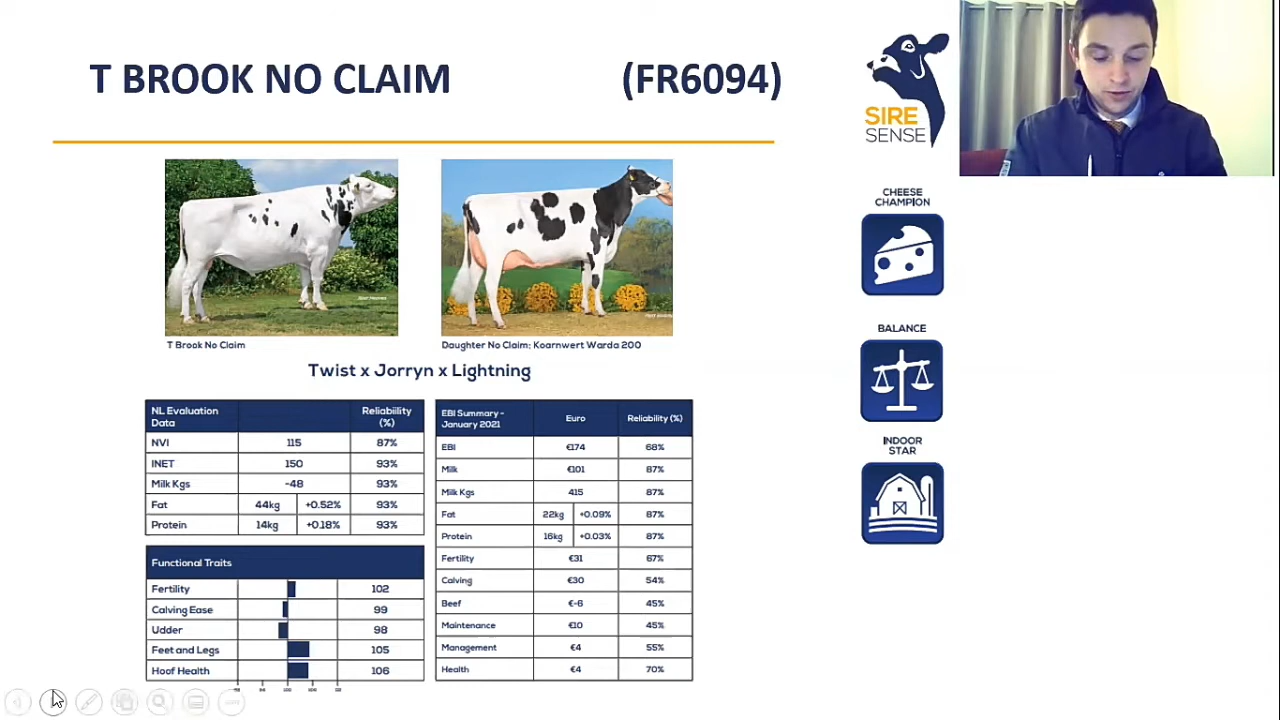 T BROOK NO CLAIM (FR6094)
SIRE
SENSE
CHEESE
CHAMPION
BALANCE
INDOOR
STAR
T Brook No Claim
Daughter No Claim: Koarnwert Warda 200
Twist x Jorryn x Lightning
NL Evaluation Data Reliability (%)
NVI 115 87%
INET 150 93%
Milk Kgs -48 93%
Fat 44kg +0.52% 93%
Protein 14kg +0.18% 93%
Functional Traits
Fertility 102
Calving Ease 99
Udder 98
Feet and Legs 105
Hoof Health 106
EBI Summary - January 2021 Euro Reliability (%)
EBI €174 68%
Milk €101 87%
Milk Kgs 415 87%
Fat 22kg +0.09% 87%
Protein 16kg +0.03% 87%
Fertility €31 67%
Calving €30 54%
Beef €-6 45%
Maintenance €10 45%
Management €4 55%
Health €4 70%